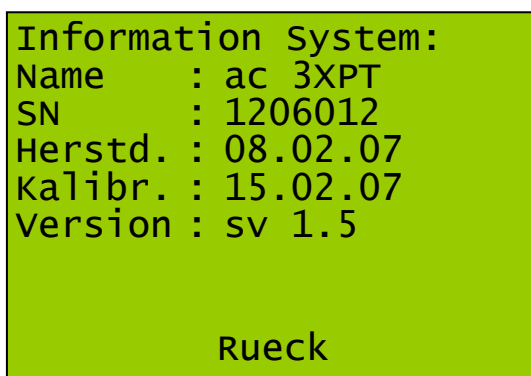 Information System:
Name : ac 3XPT
SN : 1206012
Herstd. : 08.02.07
Kalibr. : 15.02.07
Version : sv 1.5
Rueck